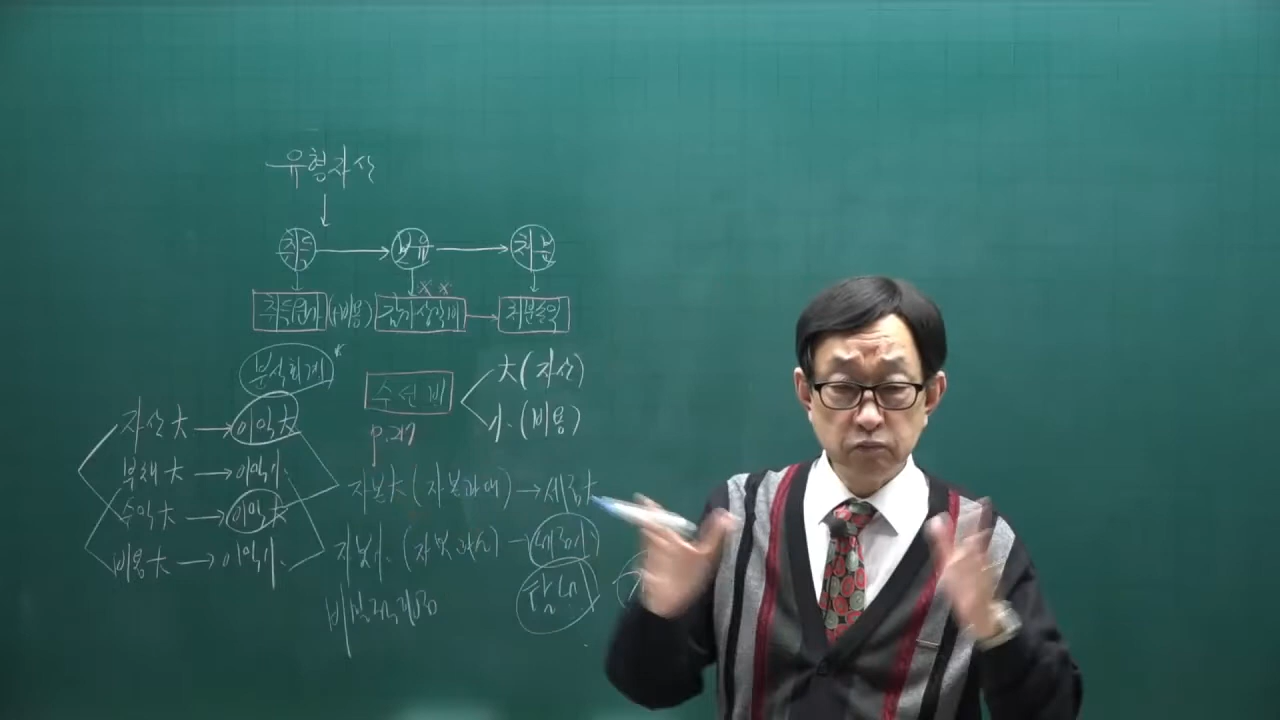 유형자산
↓
취득 → 보유 → 처분
취득원가 (+비용) 감가상각비 → 처분손익
분식회계 *
수선비 大 (자산)
小 (비용)
P.217
자산大 → 이익大
부채大 → 이익小
수익大 → 이익大
비용大 → 이익小
자본大 (자본과대) → 세금大
자본小 (자본과소) → 세금小
탈세